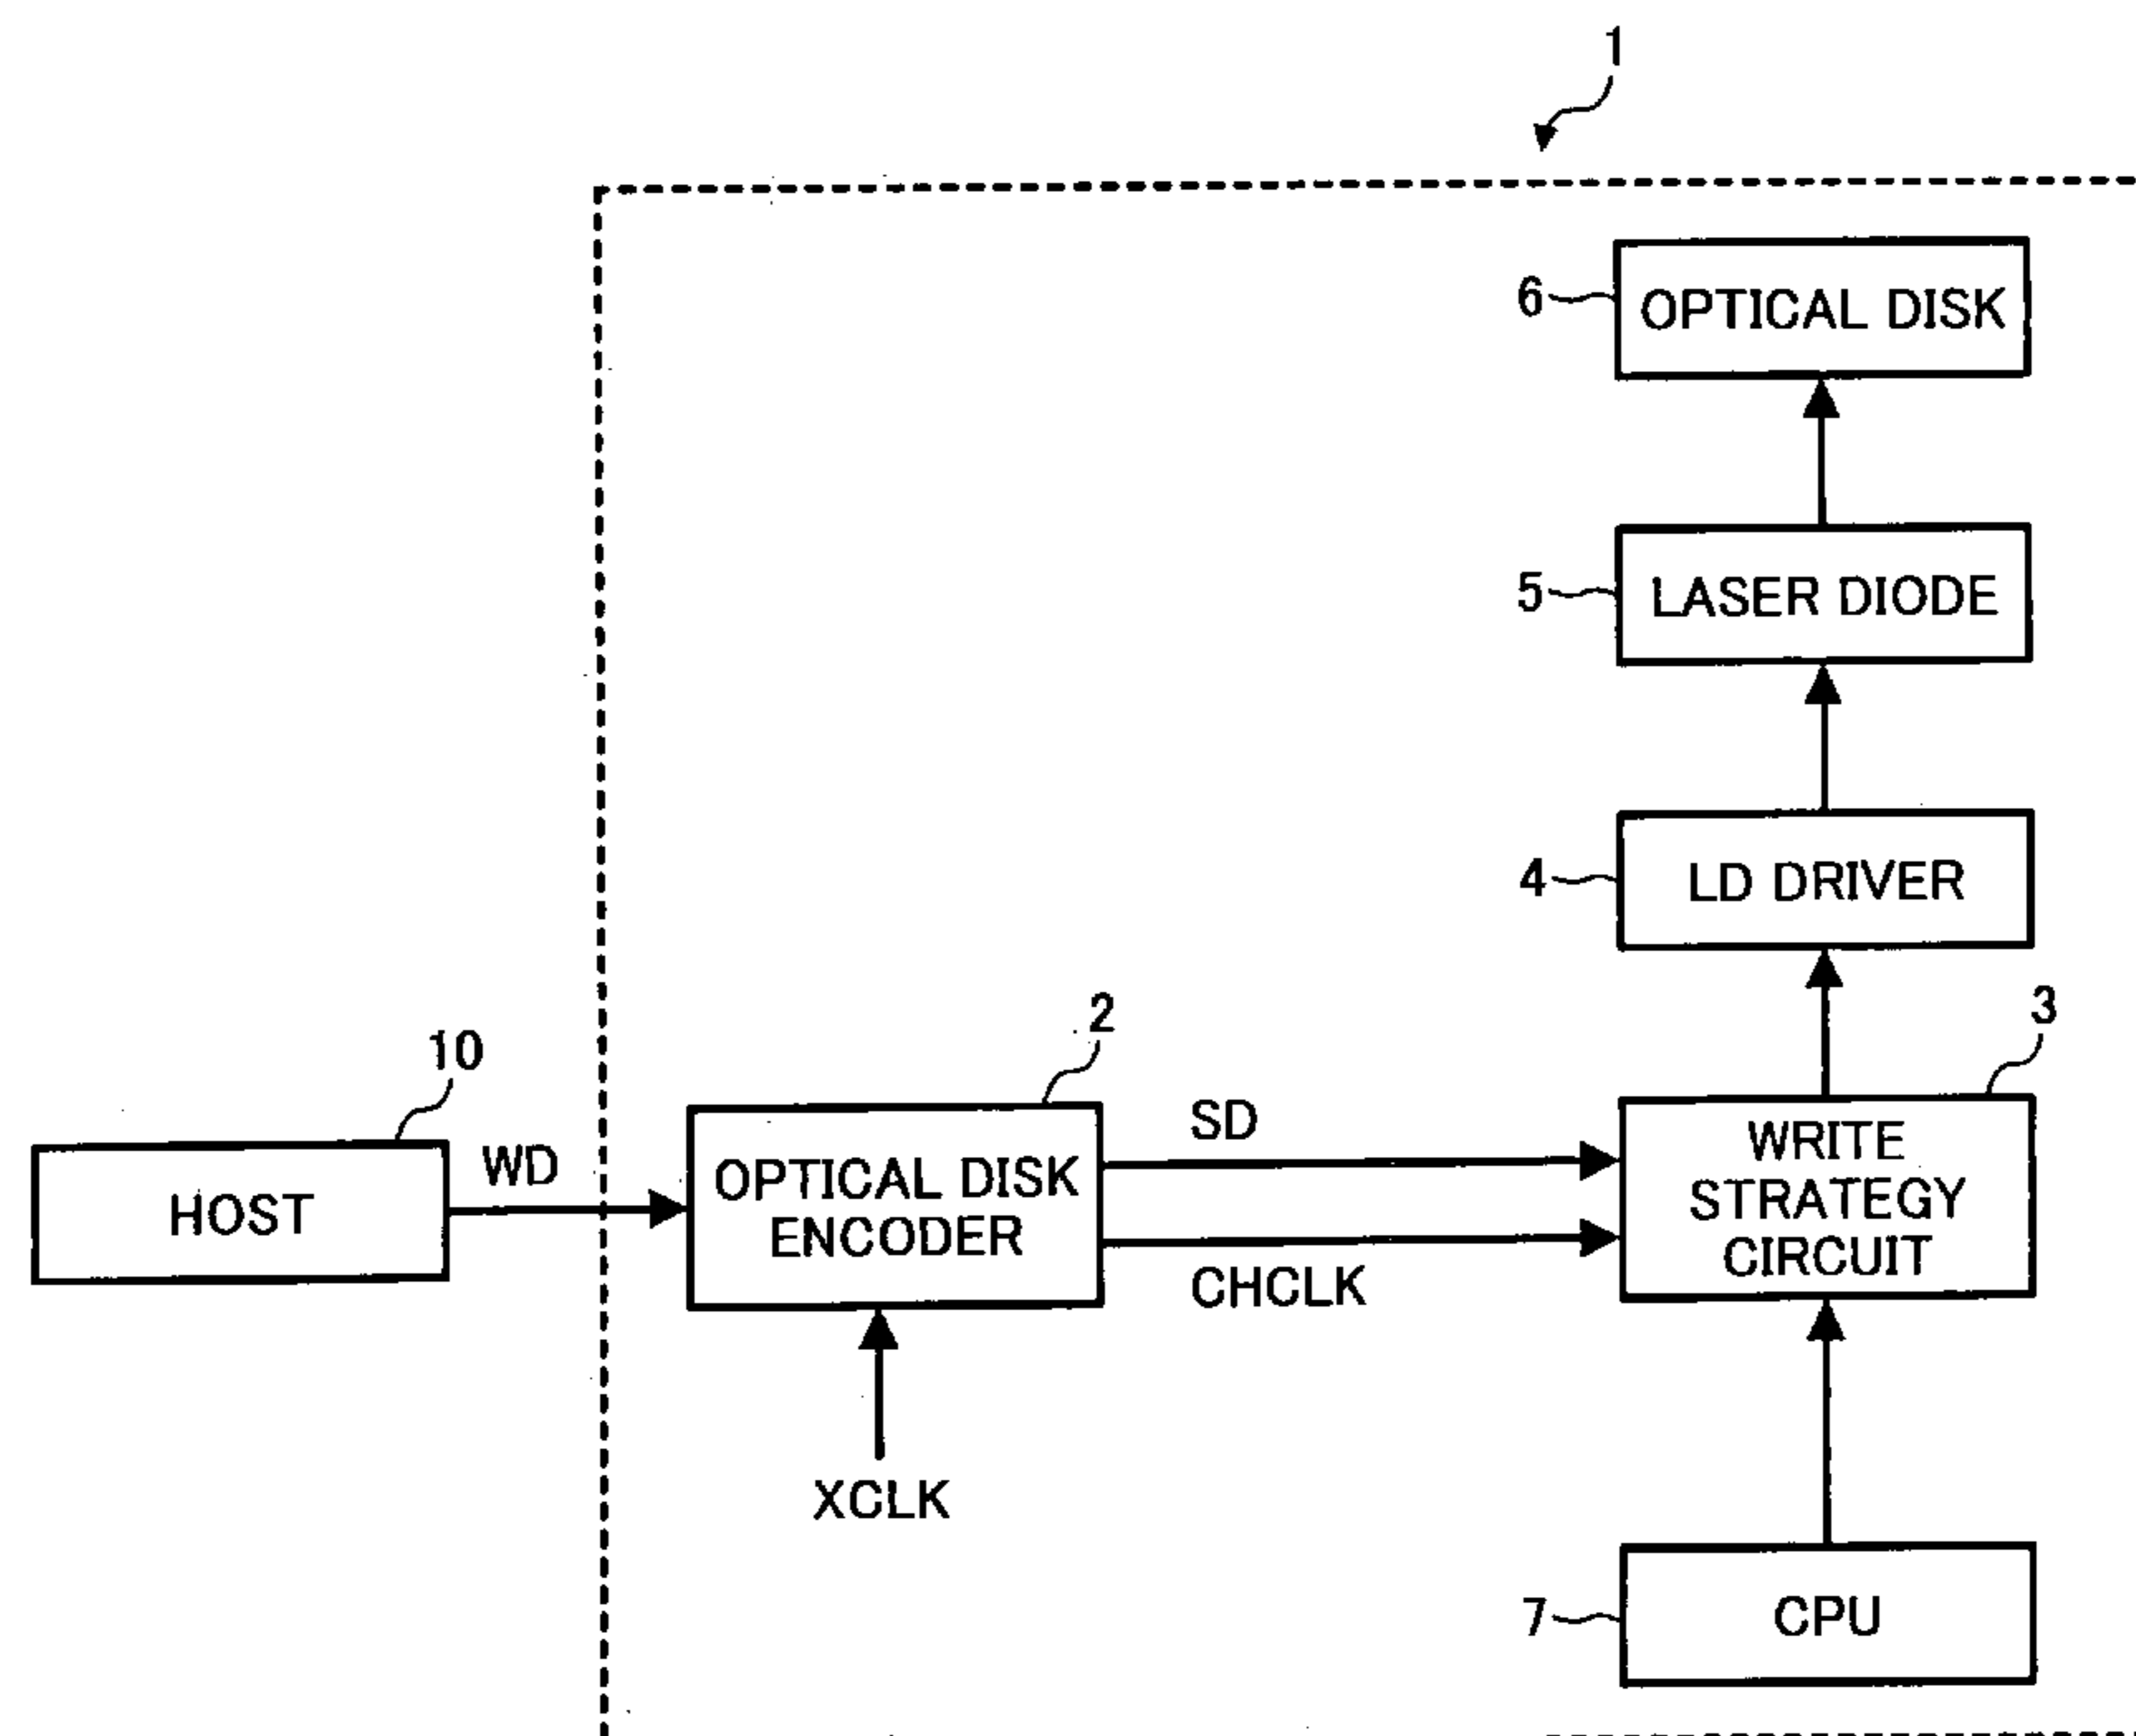 1
6
OPTICAL DISK
5
LASER DIODE
4
LD DRIVER
10
HOST
WD
2
OPTICAL DISK
ENCODER
SD
CHCLK
3
WRITE
STRATEGY
CIRCUIT
XCLK
7
CPU